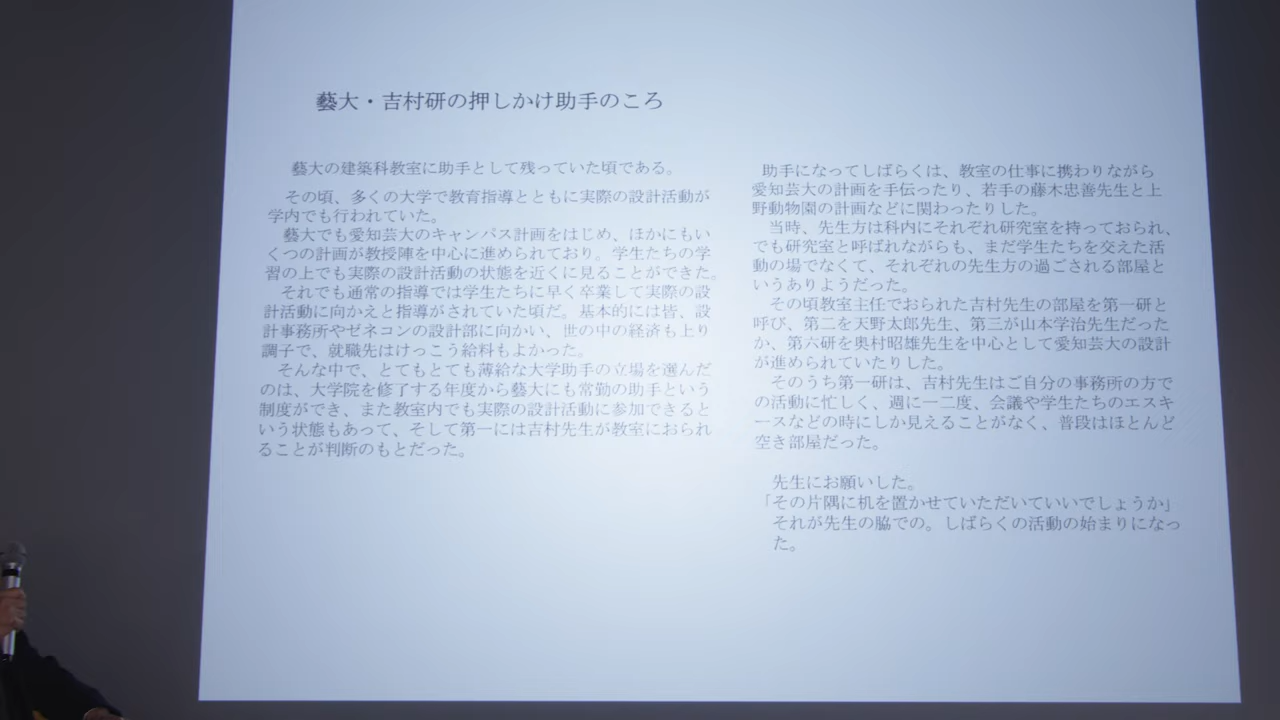 藝大・吉村研の押しかけ助手のころ
藝大の建築科教室に助手として残っていた頃である。
その頃、多くの大学で教育指導とともに実際の設計活動が
学内でも行われていた。
藝大でも愛知芸大のキャンパス計画をはじめ、ほかにもい
くつの計画が教授陣を中心に進められており。学生たちの学
習の上でも実際の設計活動の状態を近くに見ることができた。
それでも通常の指導では学生たちに早く卒業して実際の設
計活動に向かえと指導がされていた頃だ。基本的には皆、設
計事務所やゼネコンの設計部に向かい、世の中の経済も上り
調子で、就職先はけっこう給料もよかった。
そんな中で、とてもとても薄給な大学助手の立場を選んだ
のは、大学院を修了する年度から藝大にも常勤の助手という
制度ができ、また教室内でも実際の設計活動に参加できると
いう状態もあって、そして第一には吉村先生が教室におられ
ることが判断のもとだった。
助手になってしばらくは、教室の仕事に携わりながら
愛知芸大の計画を手伝ったり、若手の藤木忠善先生と上
野動物園の計画などに関わったりした。
当時、先生方は科内にそれぞれ研究室を持っておられ、
でも研究室と呼ばれながらも、まだ学生たちを交えた活
動の場でなくて、それぞれの先生方の過ごされる部屋と
いうありようだった。
その頃教室主任でおられた吉村先生の部屋を第一研と
呼び、第二を天野太郎先生、第三が山本学治先生だった
か、第六研を奥村昭雄先生を中心として愛知芸大の設計
が進められていたりした。
そのうち第一研は、吉村先生はご自分の事務所の方で
の活動に忙しく、週に一二度、会議や学生たちのエスキ
ースなどの時にしか見えることがなく、普段はほとんど
空き部屋だった。
先生にお願いした。
「その片隅に机を置かせていただいていいでしょうか」
それが先生の脇での。しばらくの活動の始まりになっ
た。